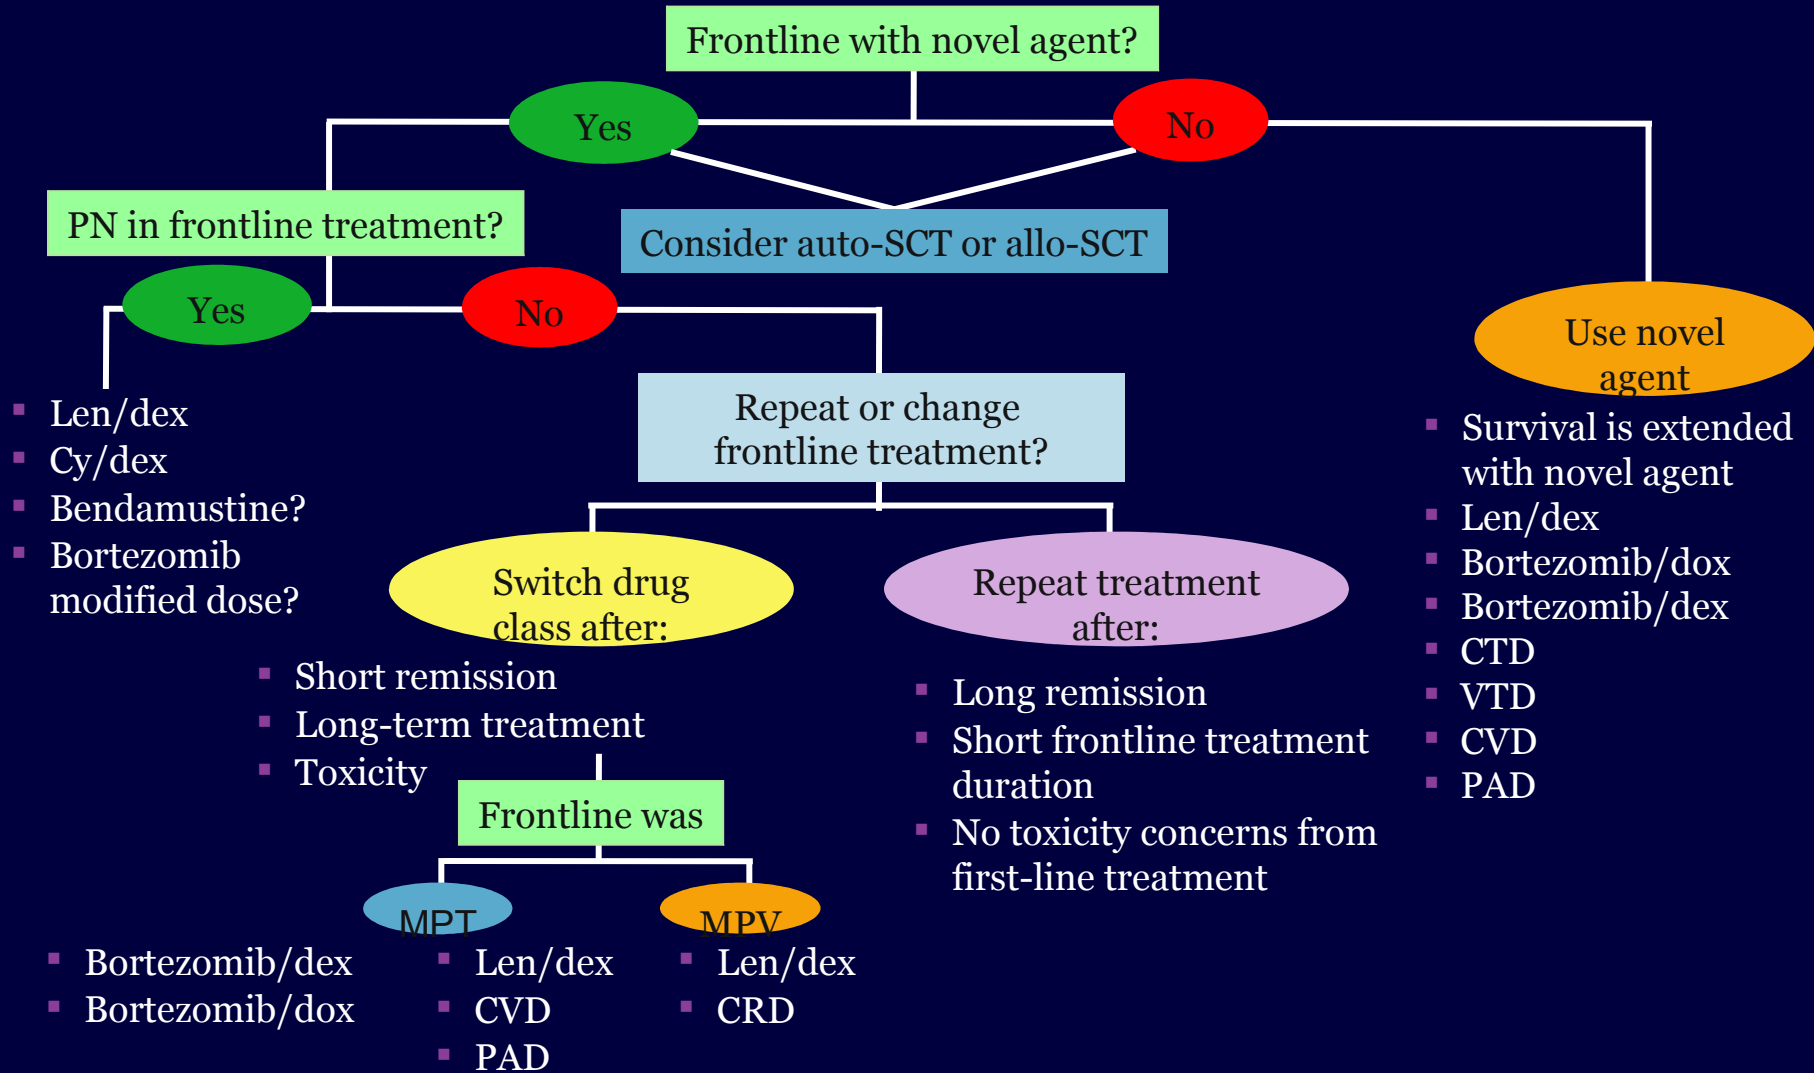 Frontline with novel agent?
Yes
No
PN in frontline treatment?
Consider auto-SCT or allo-SCT
Yes
No
Use novel
agent
▪ Len/dex
▪ Cy/dex
▪ Bendamustine?
▪ Bortezomib
modified dose?
Repeat or change
frontline treatment?
▪ Survival is extended
with novel agent
▪ Len/dex
▪ Bortezomib/dox
▪ Bortezomib/dex
▪ CTD
▪ VTD
▪ CVD
▪ PAD
Switch drug
class after:
Repeat treatment
after:
▪ Short remission
▪ Long-term treatment
▪ Toxicity
▪ Long remission
▪ Short frontline treatment
duration
▪ No toxicity concerns from
first-line treatment
Frontline was
MPT
MPV
▪ Bortezomib/dex
▪ Bortezomib/dox
▪ Len/dex
▪ CVD
▪ PAD
▪ Len/dex
▪ CRD